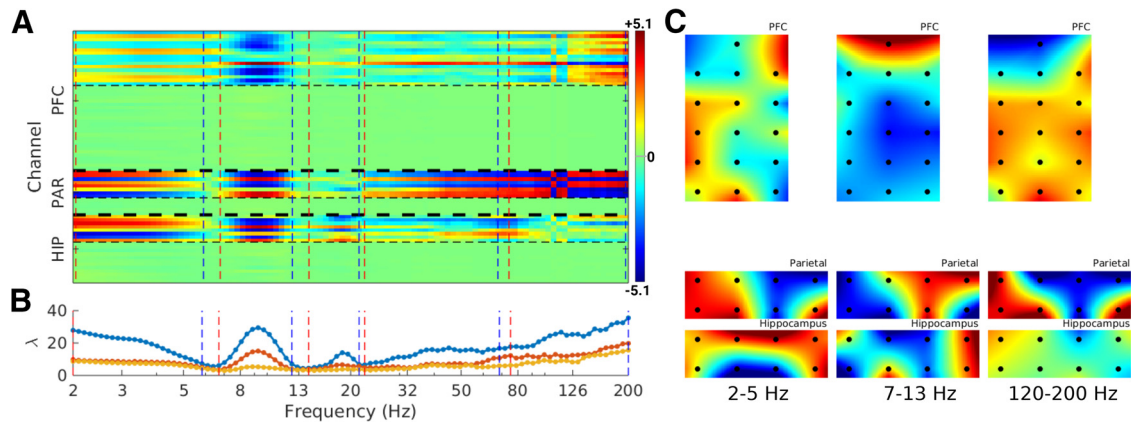 A
Channel
PFC
PAR
HIP
+5.1
0
-5.1
B
λ
40
20
0
2
3
5
8
13
20
32
50
80
126
200
Frequency (Hz)
C
PFC
PFC
PFC
Parietal
Parietal
Parietal
Hippocampus
Hippocampus
Hippocampus
2-5 Hz
7-13 Hz
120-200 Hz